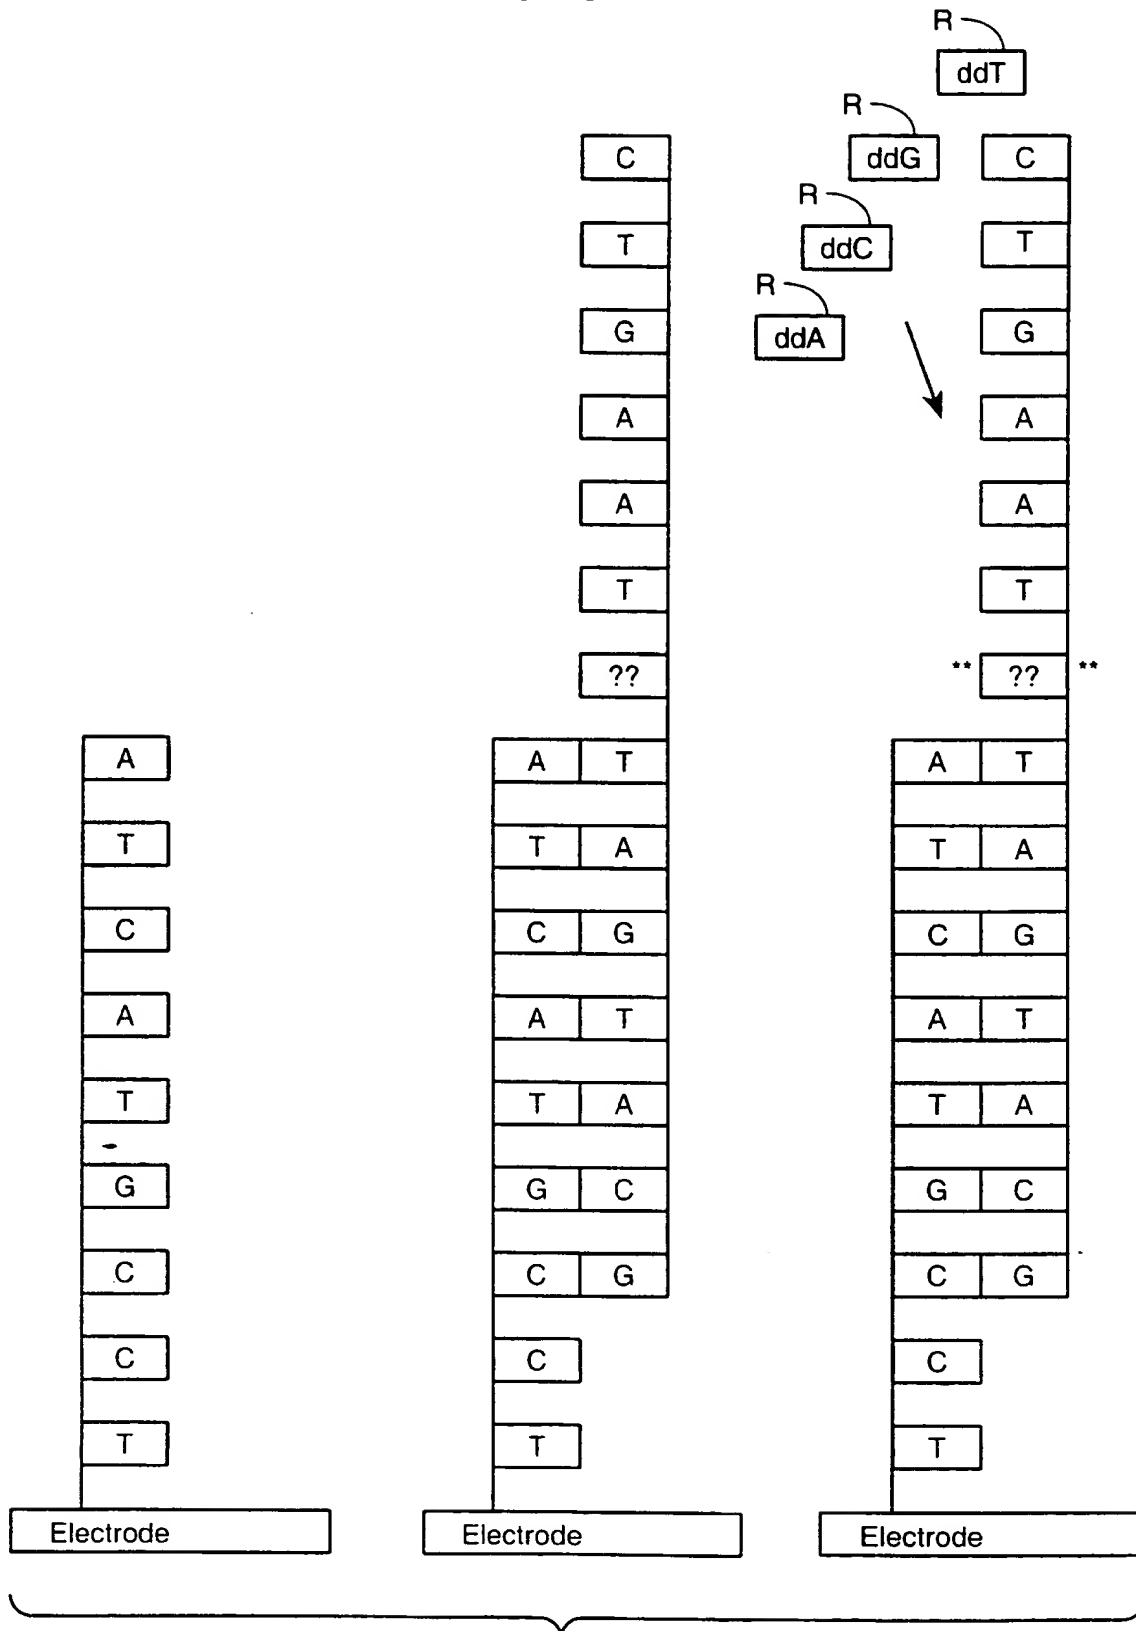 R
ddT
R
C ddG C
R
T ddC T
R
G ddA G
A A
A A
T T
?? ** ?? **
A A T A T
T T A T A
C C G C G
A A T A T
T T A T A
G G C G C
C C G C G
C C C
T T T
Electrode Electrode Electrode